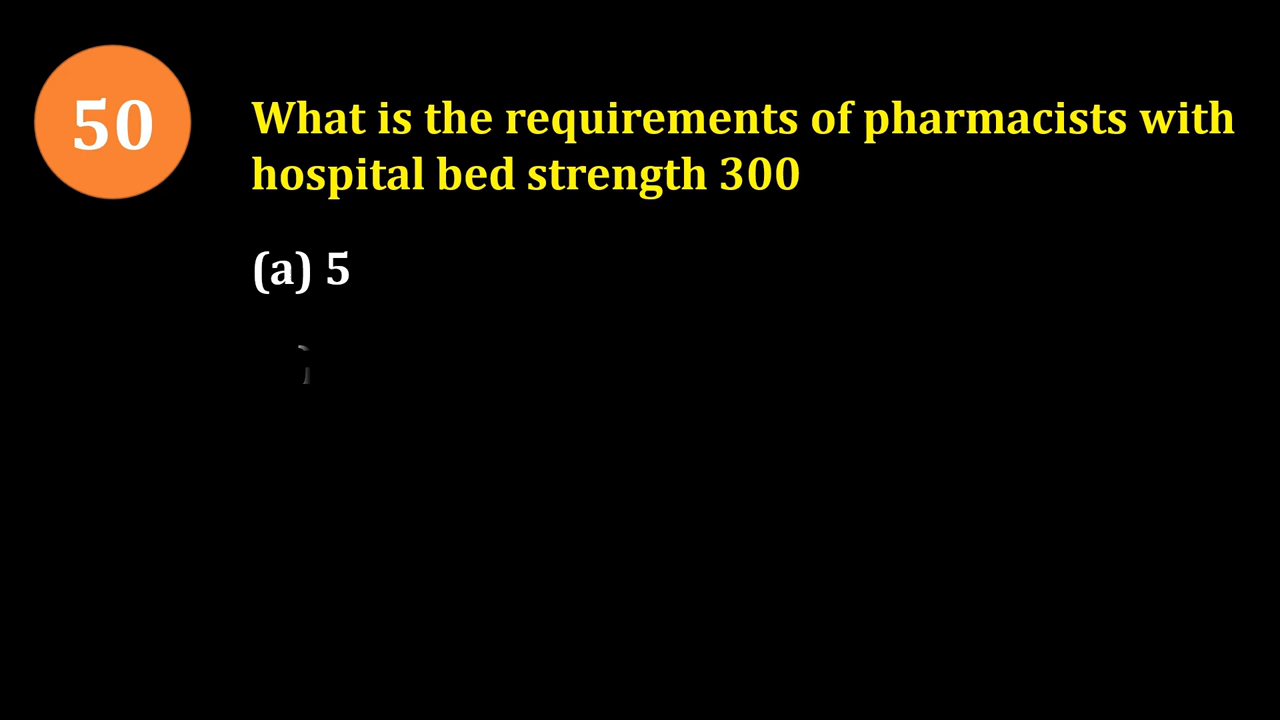 50
What is the requirements of pharmacists with
hospital bed strength 300
(a) 5